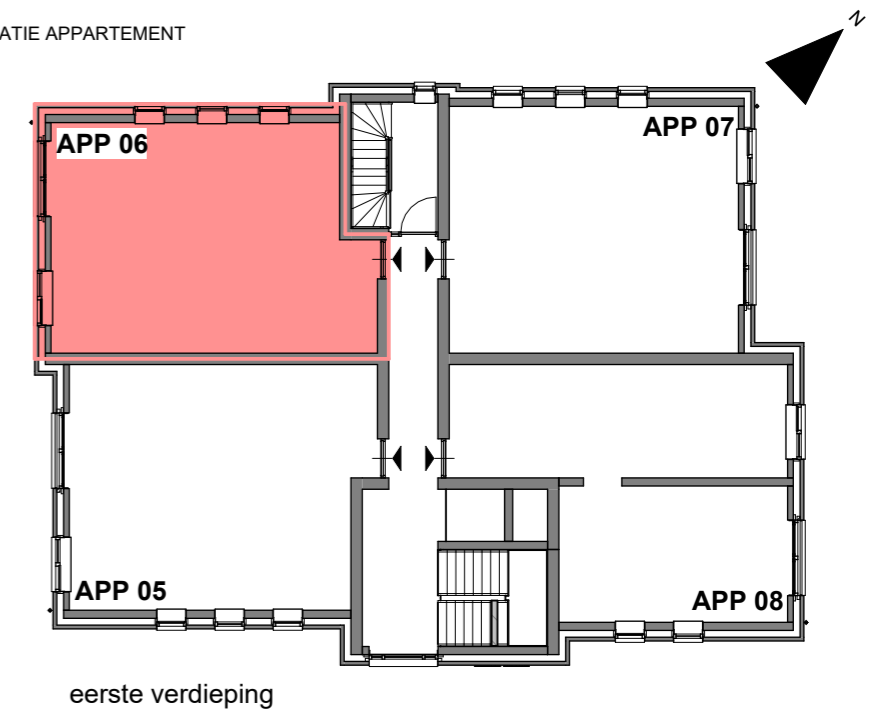 ATIE APPARTEMENT
N
APP 06
APP 07
APP 05
APP 08
eerste verdieping